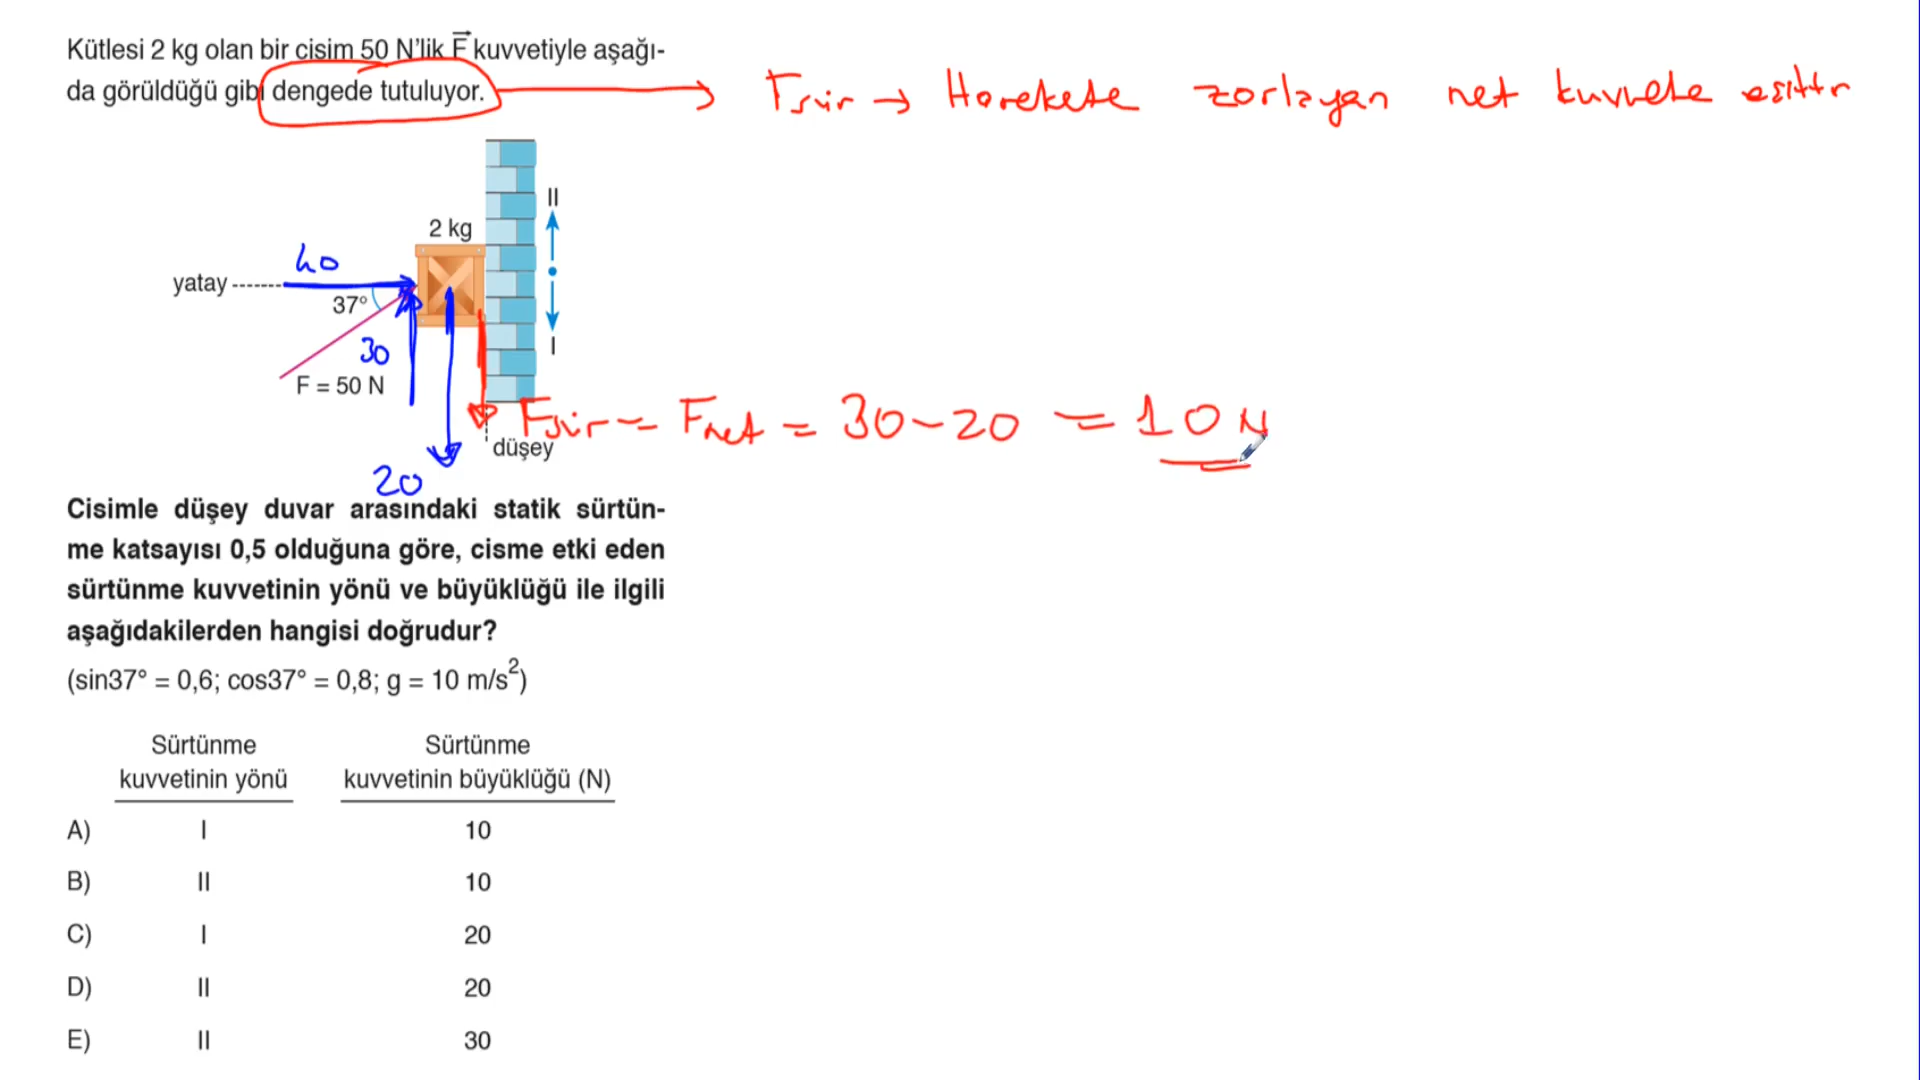 Kütlesi 2 kg olan bir cisim 50 N'lik F kuvvetiyle aşağı-
da görüldüğü gibi dengede tutuluyor.
Fsür → Harekete zorlayan net kuvvete eşittir
II
2 kg
40
yatay
37°
30
I
F = 50 N
Fsür = Fnet = 30-20 = 10 N
düşey
20
Cisimle düşey duvar arasındaki statik sürtün-
me katsayısı 0,5 olduğuna göre, cisme etki eden
sürtünme kuvvetinin yönü ve büyüklüğü ile ilgili
aşağıdakilerden hangisi doğrudur?
(sin37° = 0,6; cos37° = 0,8; g = 10 m/s²)
Sürtünme kuvvetinin yönü
Sürtünme kuvvetinin büyüklüğü (N)
A) I 10
B) II 10
C) I 20
D) II 20
E) II 30